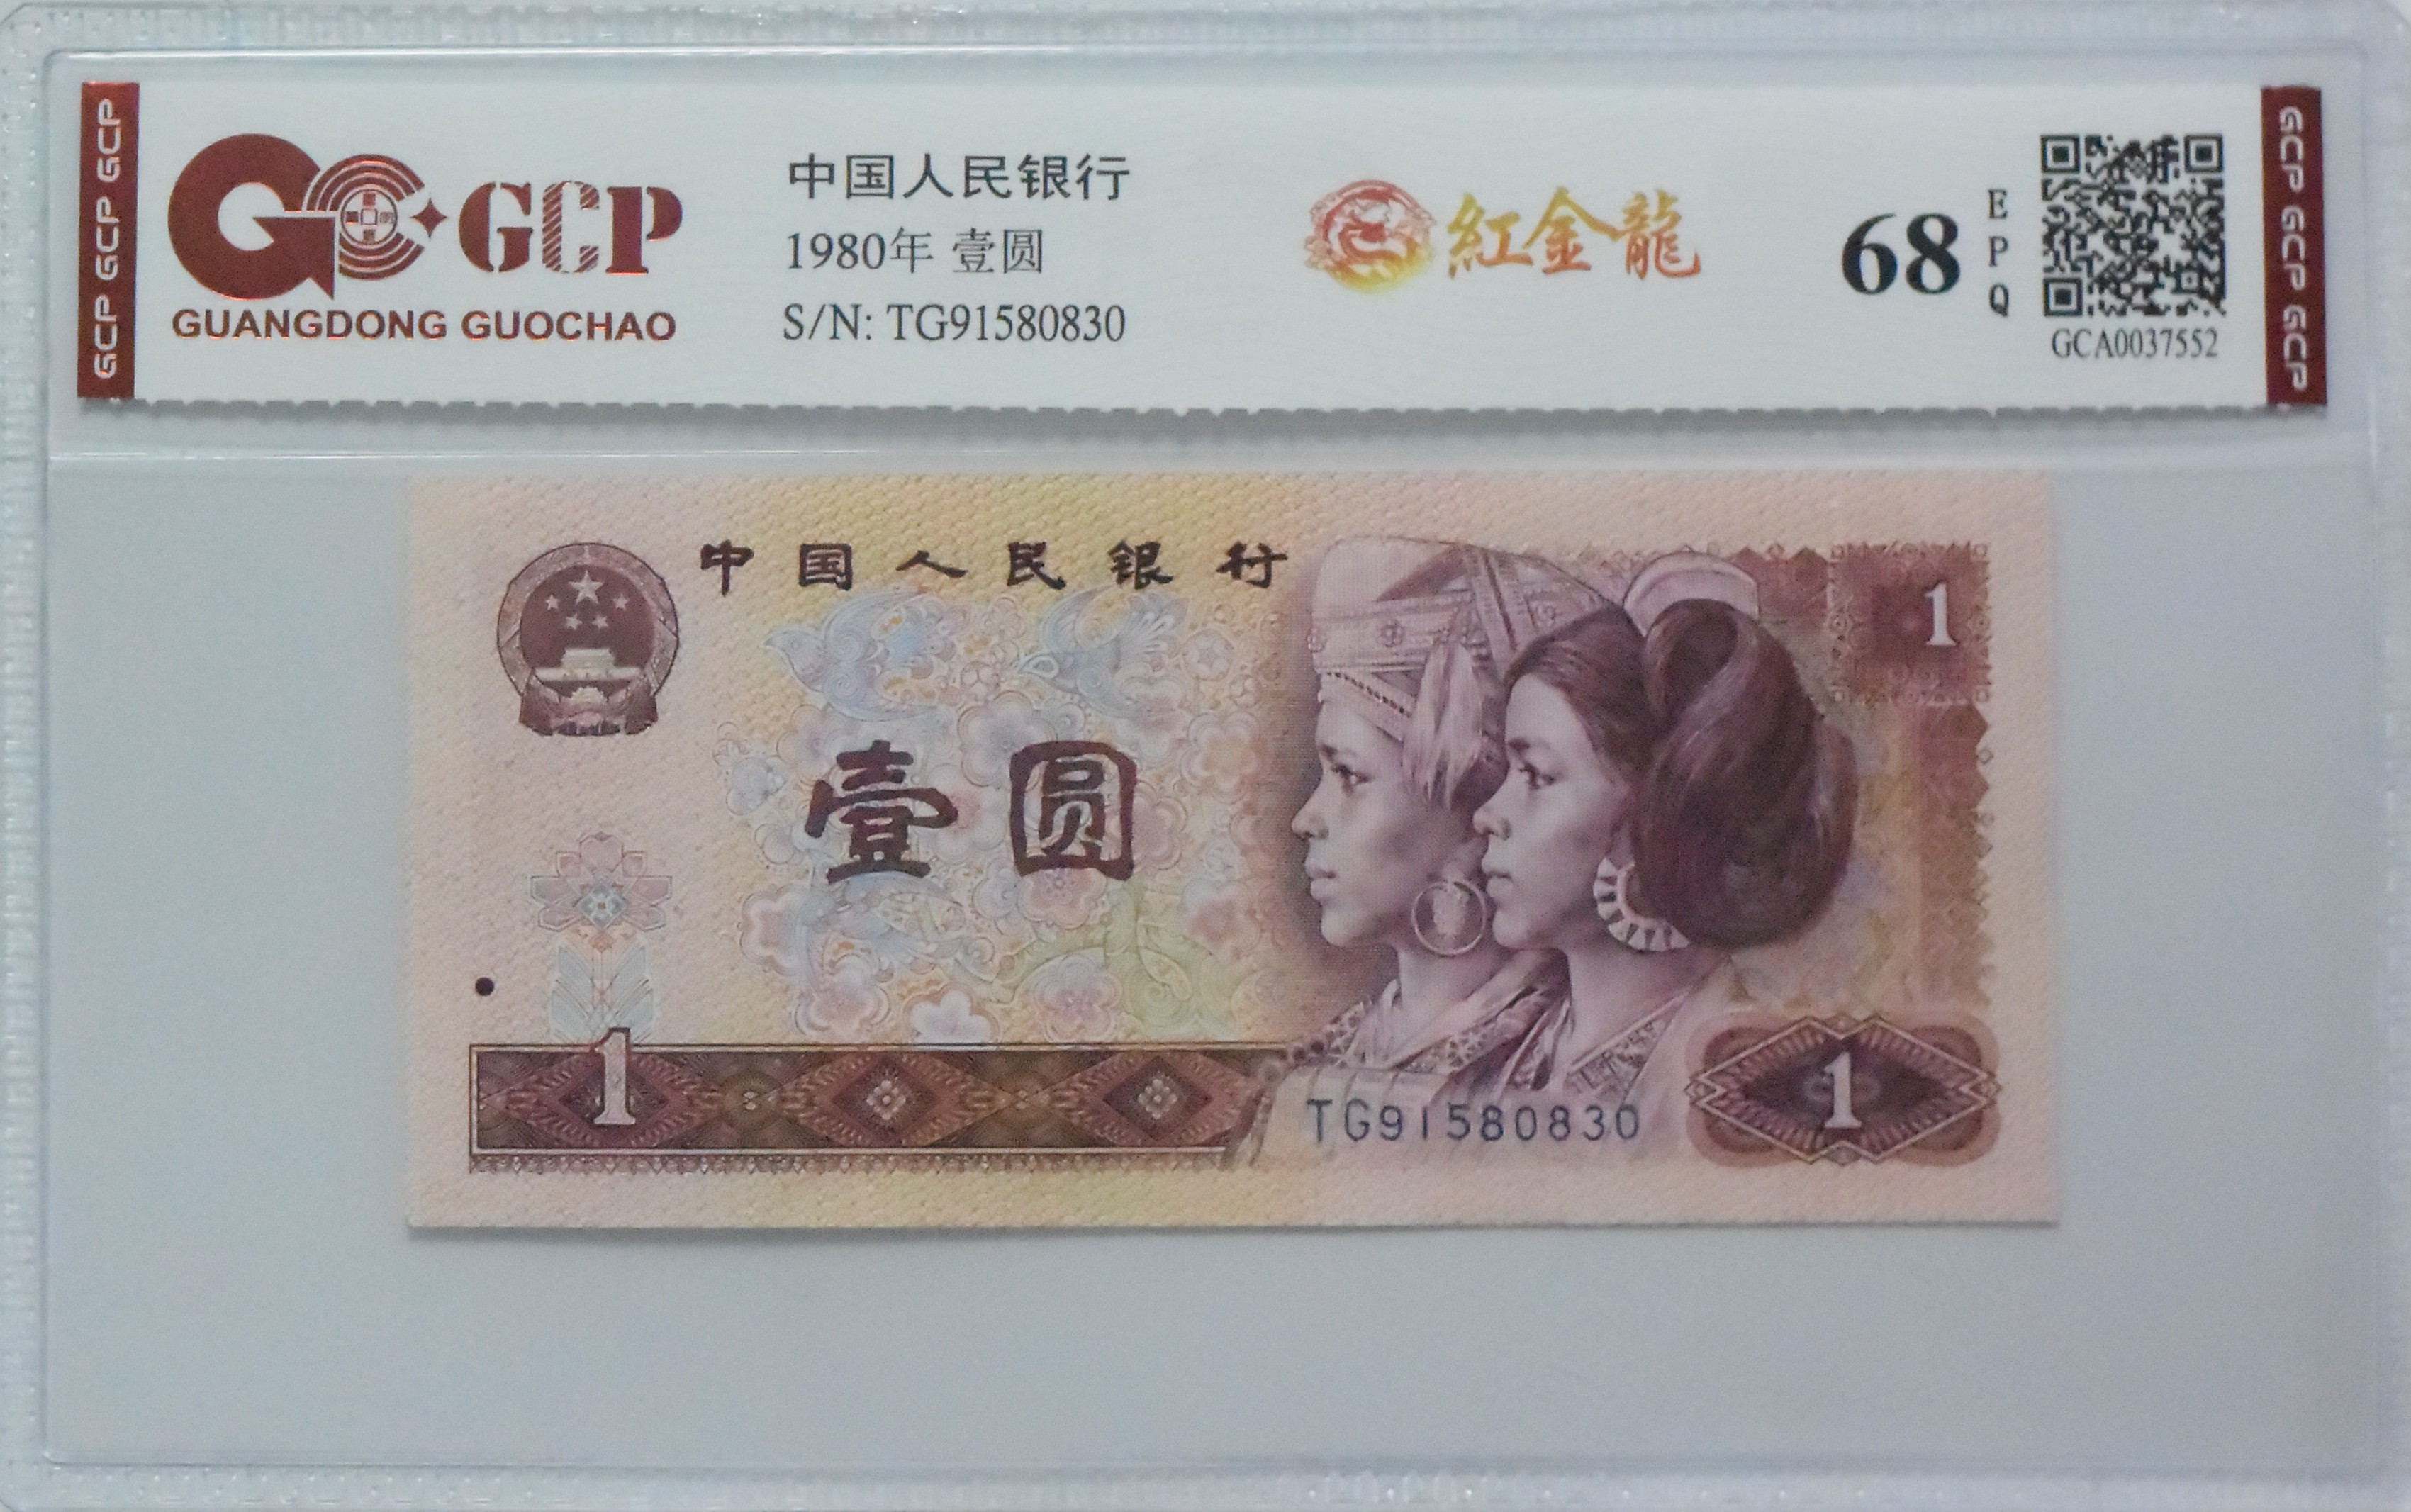 GCP GCP GCP
GCP
GUANGDONG GUOCHAO
中国人民银行
1980年 壹圆
S/N: TG91580830
紅金龍
68
EPQ
GCA0037552
GCP GCP GCP
中国人民银行
1
壹圆
1
TG91580830
1